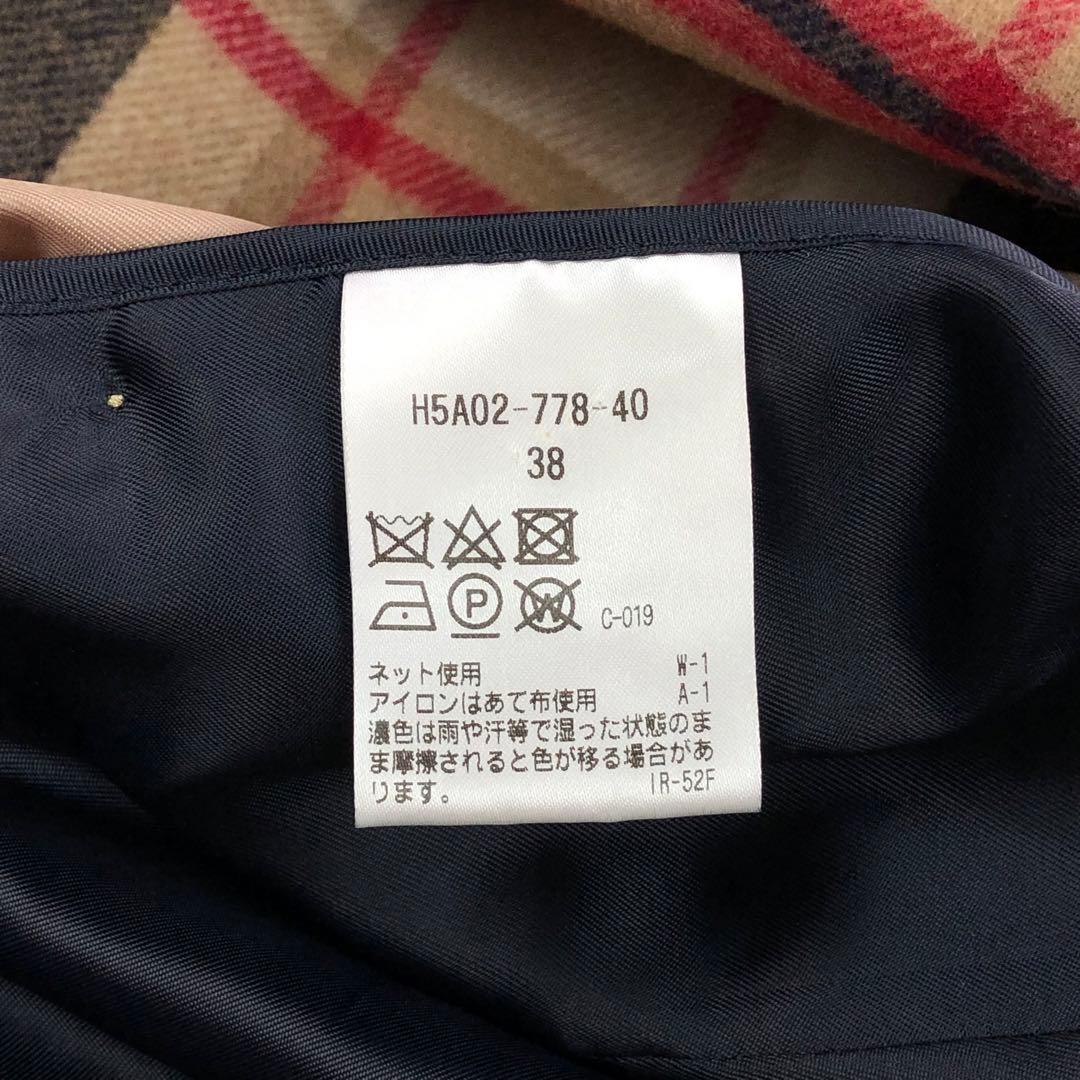 H5A02-778-40
38
P W C-019
ネット使用 W-1
アイロンはあて布使用 A-1
濃色は雨や汗等で湿った状態のま
ま摩擦されると色が移る場合があ
ります。 IR-52F